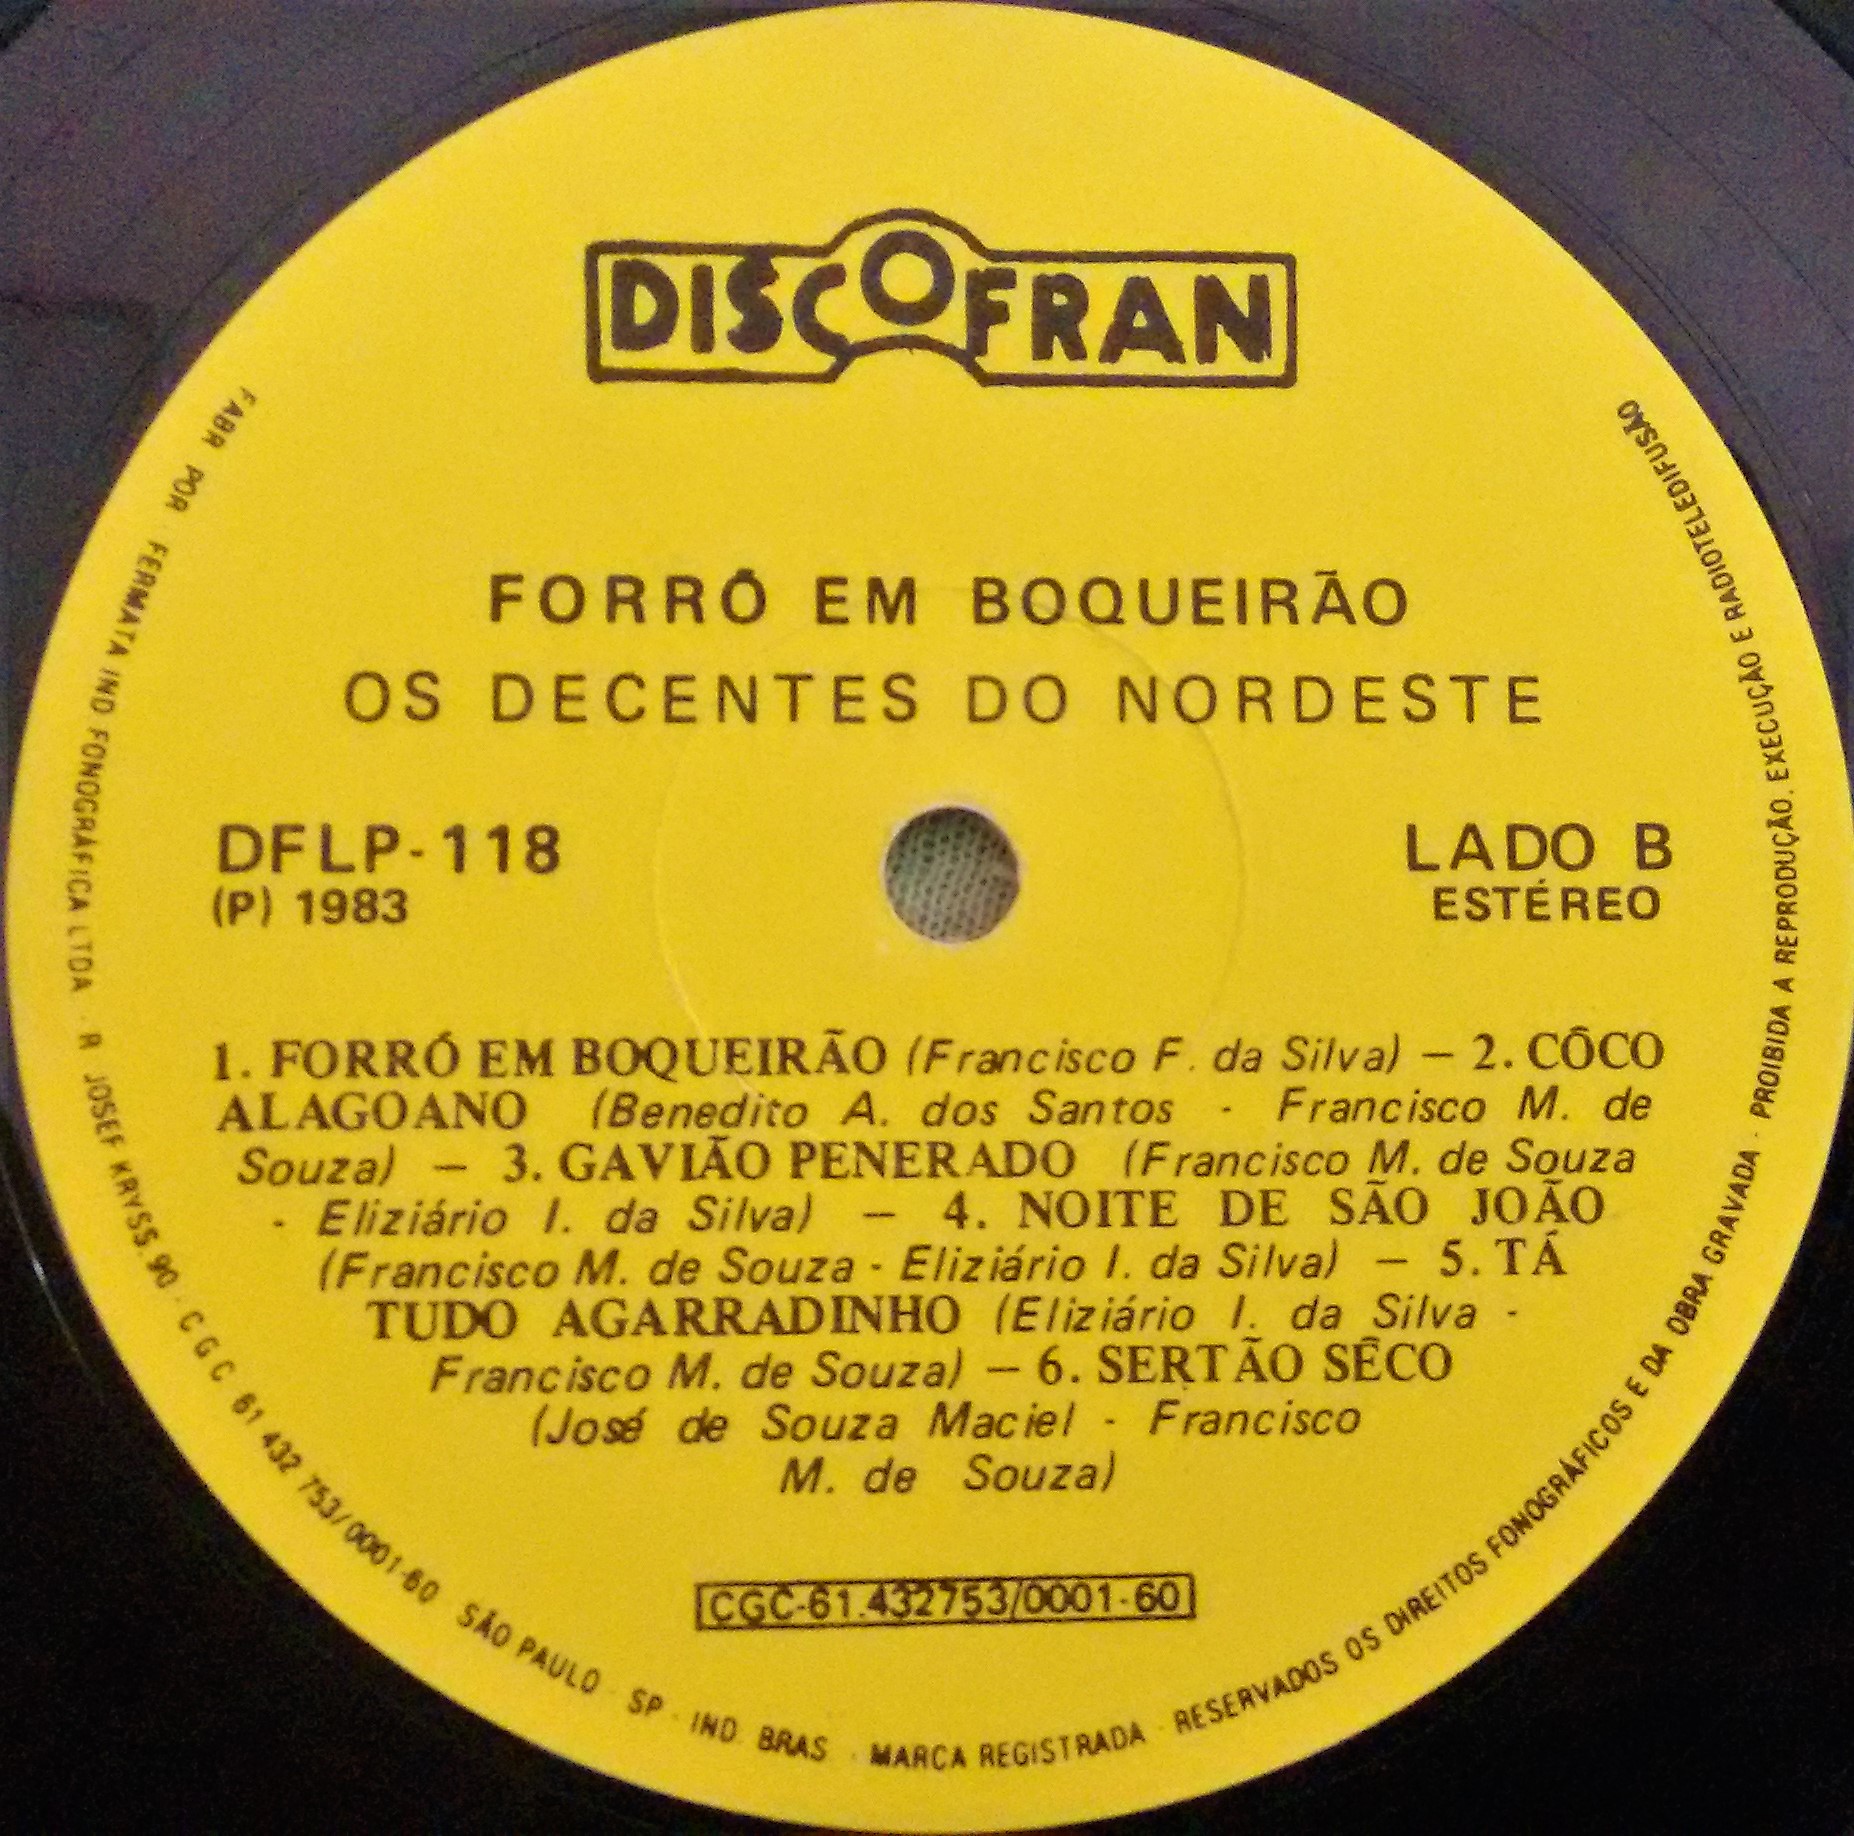 DISCOFRAN
FORRÓ EM BOQUEIRÃO
OS DECENTES DO NORDESTE
DFLP-118
(P) 1983
LADO B
ESTÉREO
1. FORRÓ EM BOQUEIRÃO (Francisco F. da Silva) — 2. CÔCO
ALAGOANO (Benedito A. dos Santos - Francisco M. de
Souza) — 3. GAVIÃO PENERADO (Francisco M. de Souza
- Eliziário I. da Silva) — 4. NOITE DE SÃO JOÃO
(Francisco M. de Souza - Eliziário I. da Silva) — 5. TÁ
TUDO AGARRADINHO (Eliziário I. da Silva -
Francisco M. de Souza) — 6. SERTÃO SÊCO
(José de Souza Maciel - Francisco
M. de Souza)
CGC-61.432753/0001-60
FABR POR · FERMATA IND FONOGRÁFICA LTDA · R JOSEF KRYSS. 90 · C G C 61 432 753/0001-60 SÃO PAULO · SP · IND BRAS · MARCA REGISTRADA · RESERVADOS OS DIREITOS FONOGRÁFICOS E DA OBRA GRAVADA · PROIBIDA A REPRODUÇÃO, EXECUÇÃO E RADIOTELEDIFUSÃO